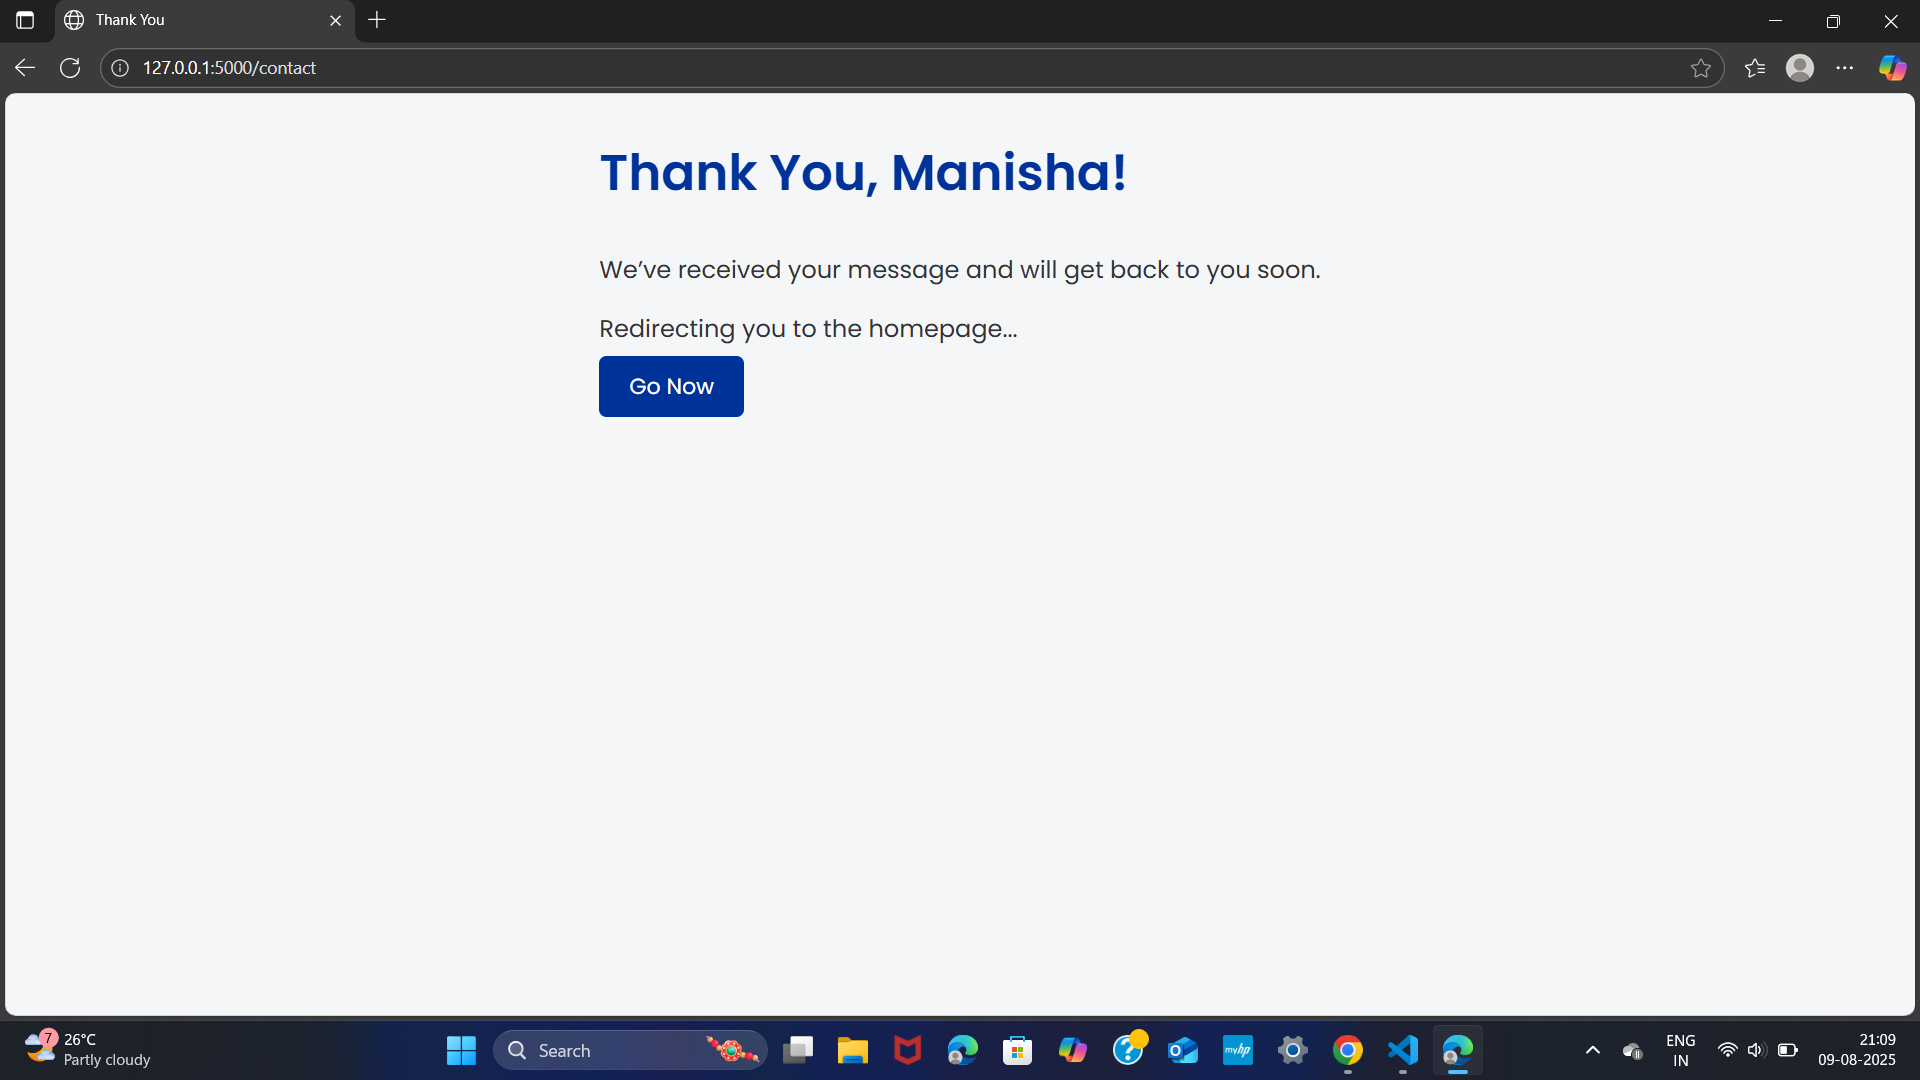 Thank You
127.0.0.1:5000/contact
Thank You, Manisha!
We’ve received your message and will get back to you soon.
Redirecting you to the homepage...
Go Now
7
26°C
Partly cloudy
Search
myhp
ENG
IN
21:09
09-08-2025